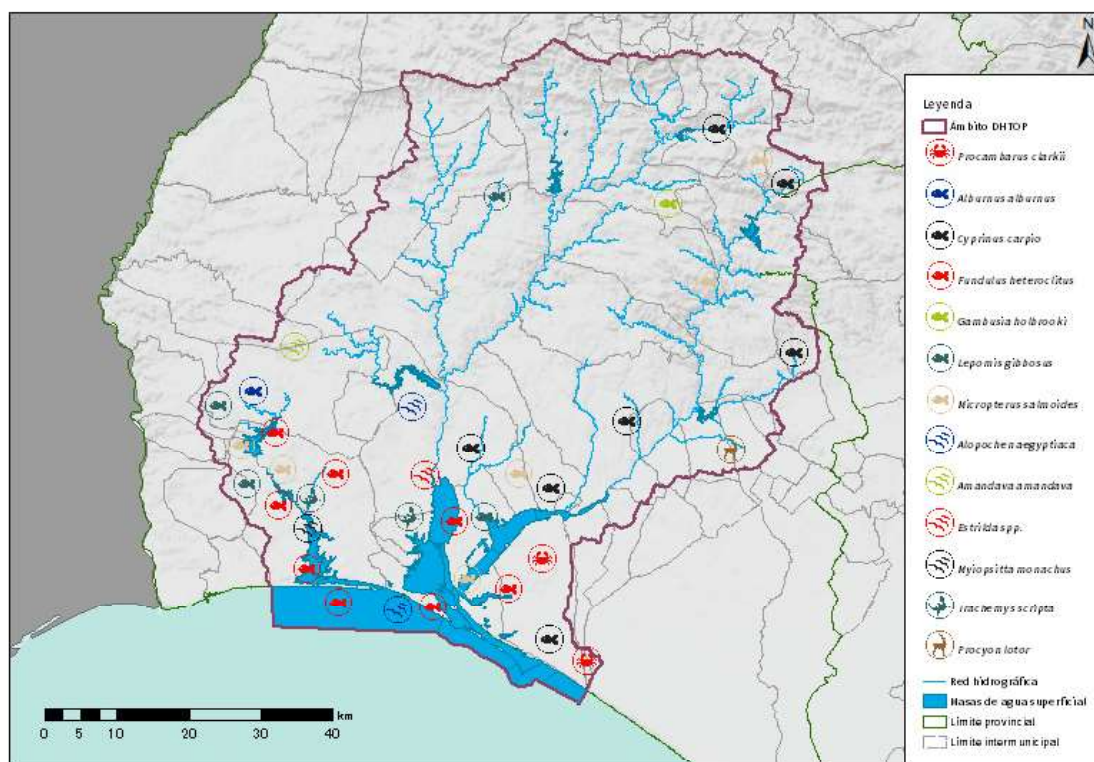 N
Leyenda
Ámbito DHTOP
Procambarus clarkii
Alburnus alburnus
Cyprinus carpio
Fundulus heteroclitus
Gambusia holbrooki
Lepomis gibbosus
Micropterus salmoides
Alopochen aegyptiaca
Amandava amandava
Estrilda spp.
Myiopsitta monachus
Trachemys scripta
Procyon lotor
Red hidrográfica
Masas de agua superficial
Límite provincial
Límite intermunicipal
km
0 5 10 20 30 40